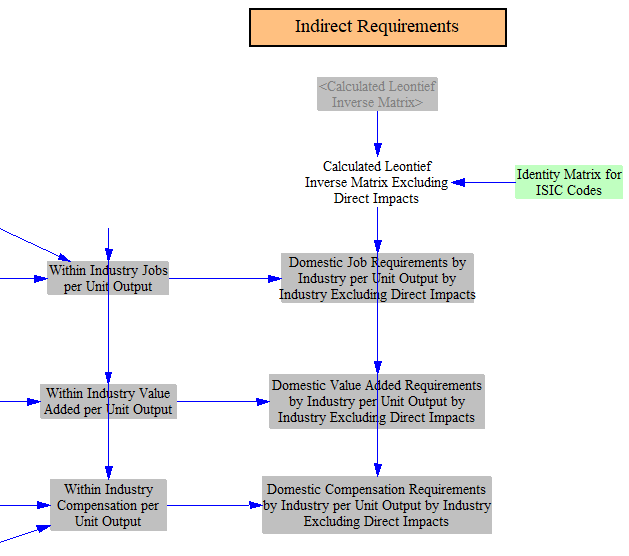 Indirect Requirements
<Calculated Leontief
Inverse Matrix>
Calculated Leontief
Inverse Matrix Excluding
Direct Impacts
Identity Matrix for
ISIC Codes
Within Industry Jobs
per Unit Output
Domestic Job Requirements by
Industry per Unit Output by
Industry Excluding Direct Impacts
Within Industry Value
Added per Unit Output
Domestic Value Added Requirements
by Industry per Unit Output by
Industry Excluding Direct Impacts
Within Industry
Compensation per
Unit Output
Domestic Compensation Requirements
by Industry per Unit Output by Industry
Excluding Direct Impacts